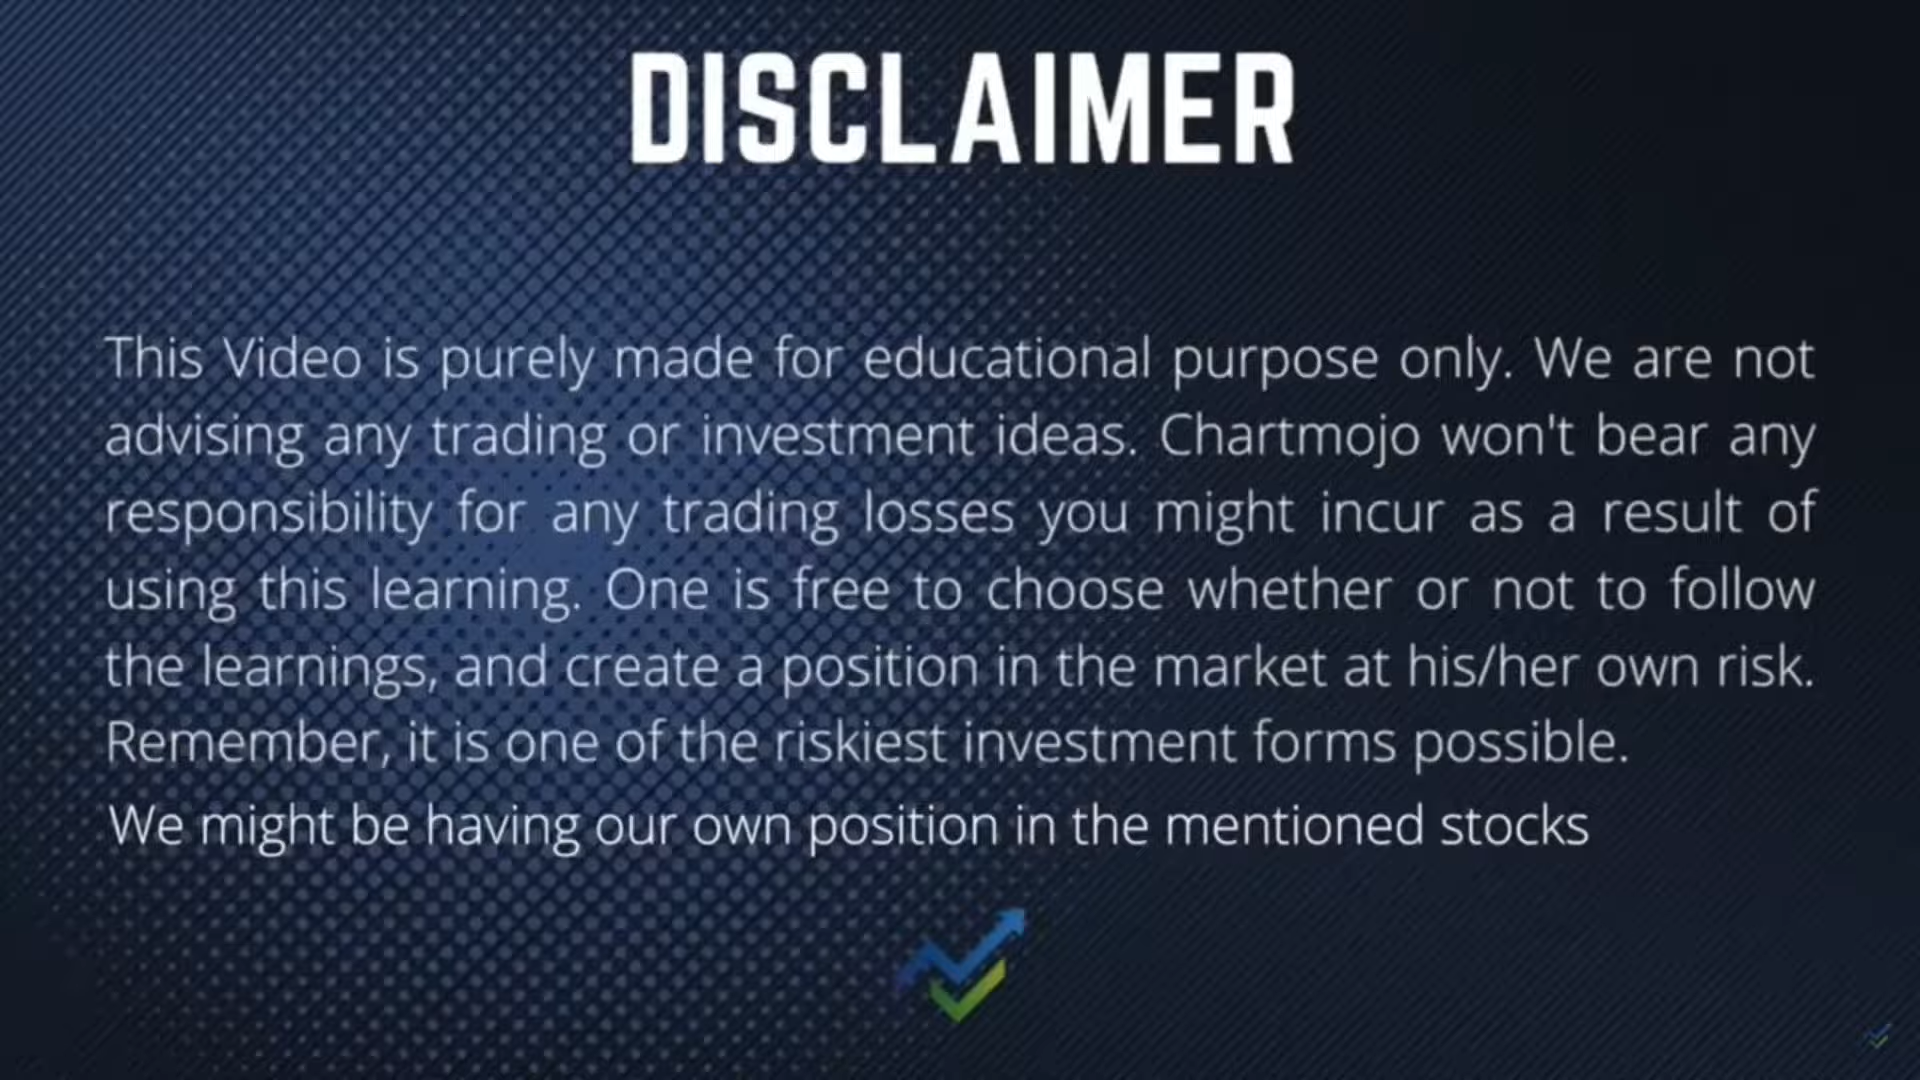 DISCLAIMER
This Video is purely made for educational purpose only. We are not
advising any trading or investment ideas. Chartmojo won't bear any
responsibility for any trading losses you might incur as a result of
using this learning. One is free to choose whether or not to follow
the learnings, and create a position in the market at his/her own risk.
Remember, it is one of the riskiest investment forms possible.
We might be having our own position in the mentioned stocks